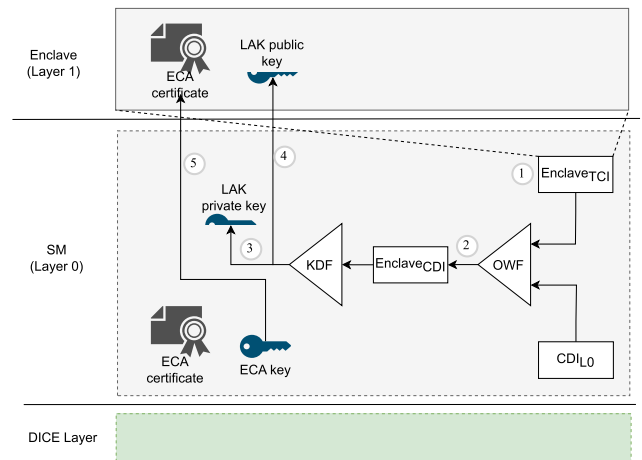 Enclave
(Layer 1)
ECA
certificate
LAK public
key
5
4
1
EnclaveTCI
LAK
private key
3
2
SM
(Layer 0)
KDF
EnclaveCDI
OWF
ECA
certificate
ECA key
CDIL0
DICE Layer